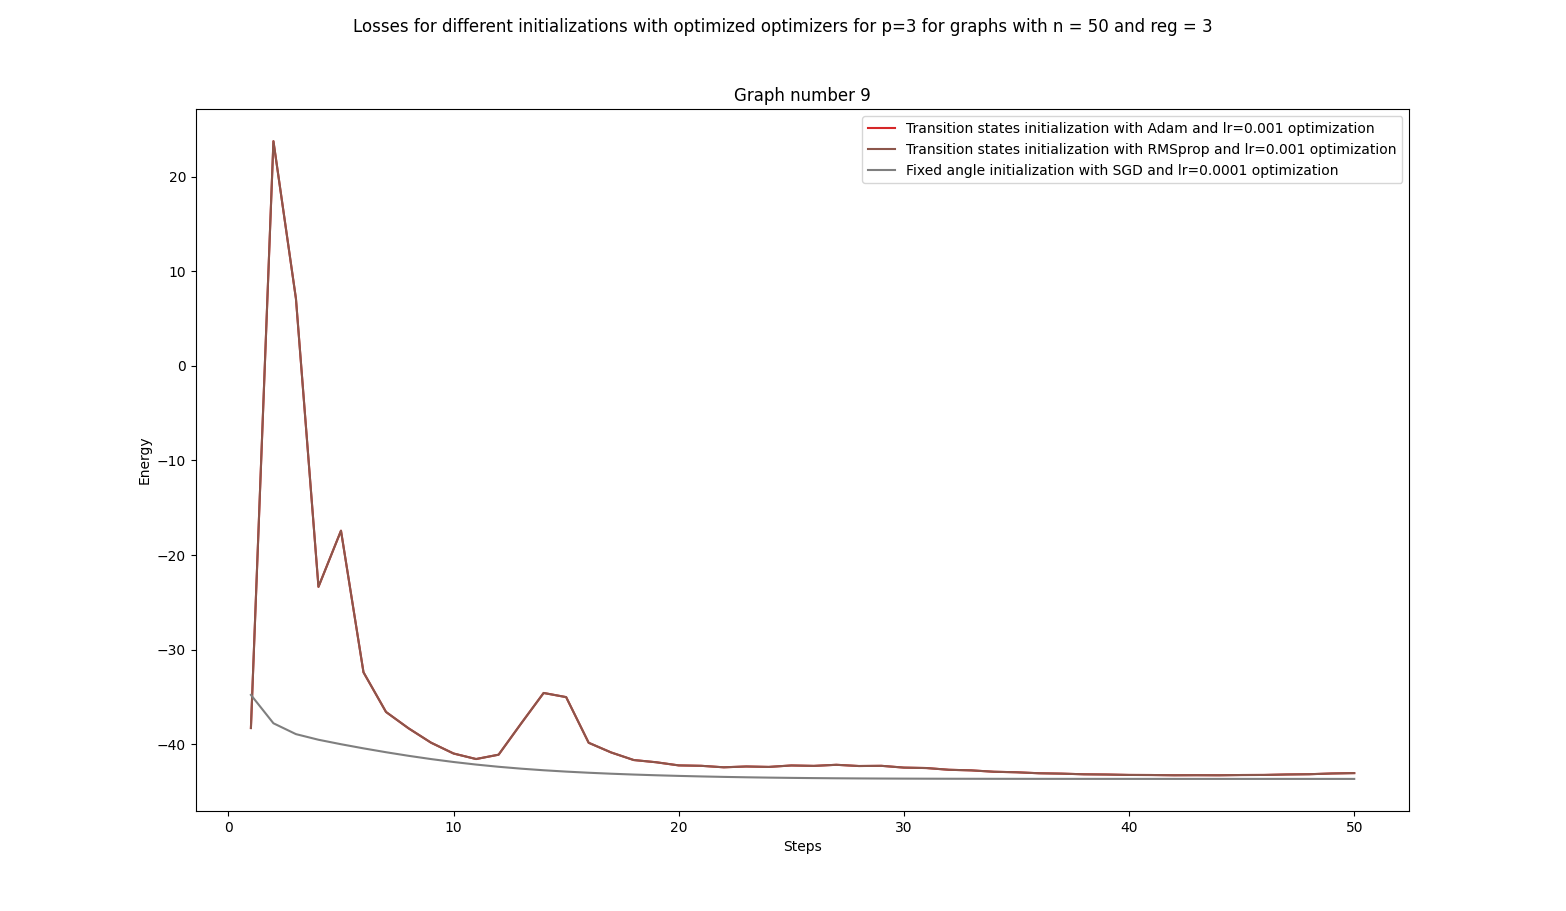 Losses for different initializations with optimized optimizers for p=3 for graphs with n = 50 and reg = 3
Graph number 9
Transition states initialization with Adam and lr=0.001 optimization
Transition states initialization with RMSprop and lr=0.001 optimization
Fixed angle initialization with SGD and lr=0.0001 optimization
20
10
0
−10
−20
−30
−40
Energy
0
10
20
30
40
50
Steps